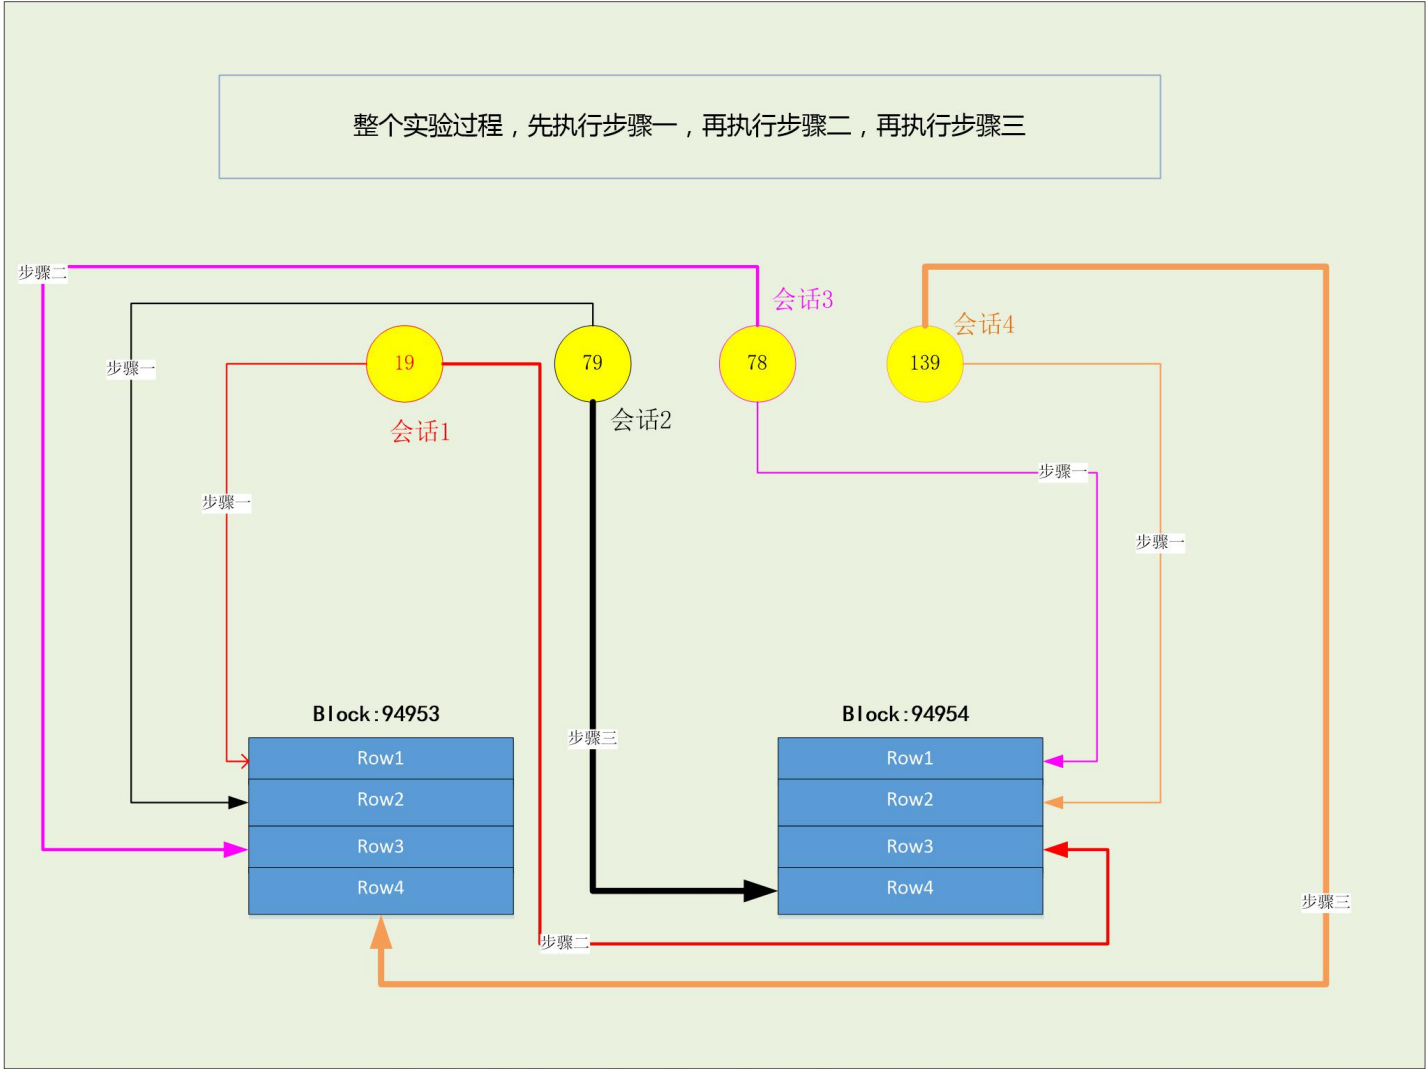 整个实验过程，先执行步骤一，再执行步骤二，再执行步骤三
步骤二
会话3
会话4
步骤一
19
79
78
139
会话1
会话2
步骤一
步骤一
步骤一
Block:94953
Block:94954
步骤三
Row1
Row1
Row2
Row2
Row3
Row3
Row4
Row4
步骤三
步骤二